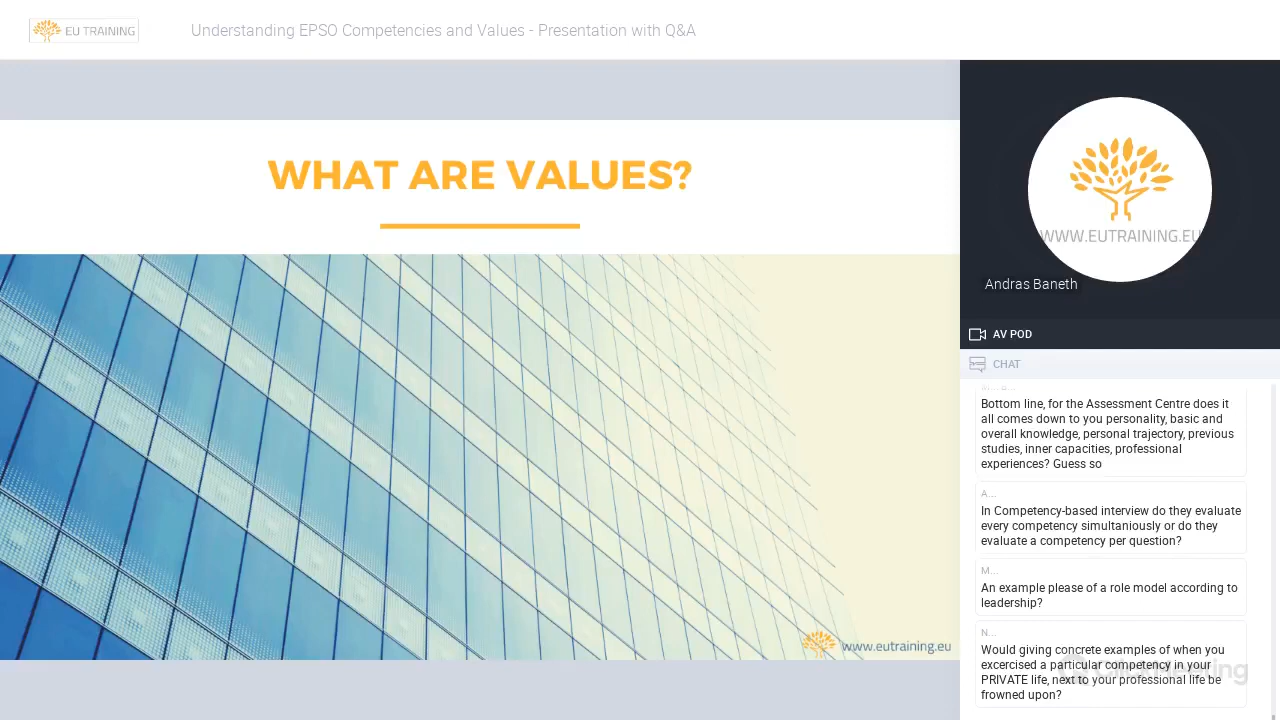 EU TRAINING
Understanding EPSO Competencies and Values - Presentation with Q&A
WHAT ARE VALUES?
www.eutraining.eu
WWW.EUTRAINING.EU
Andras Baneth
AV POD
CHAT
Bottom line, for the Assessment Centre does it
all comes down to you personality, basic and
overall knowledge, personal trajectory, previous
studies, inner capacities, professional
experiences? Guess so
A...
In Competency-based interview do they evaluate
every competency simultaniously or do they
evaluate a competency per question?
M...
An example please of a role model according to
leadership?
N...
Would giving concrete examples of when you
excercised a particular competency in your
PRIVATE life, next to your professional life be
frowned upon?
ClickMeeting